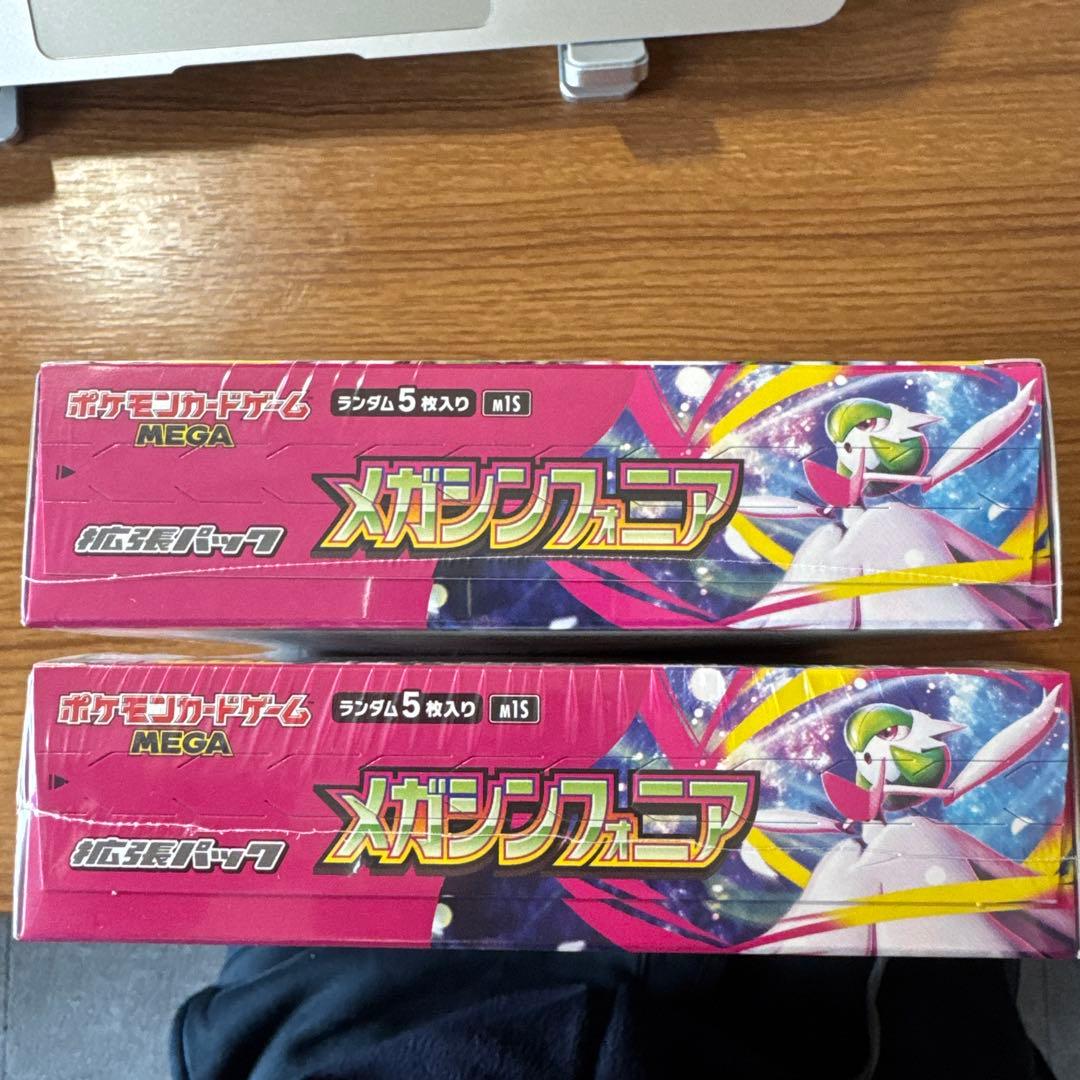 ポケモンカードゲーム
MEGA
ランダム5枚入り M1S
メガシンフォニア
拡張パック
ポケモンカードゲーム
MEGA
ランダム5枚入り M1S
メガシンフォニア
拡張パック